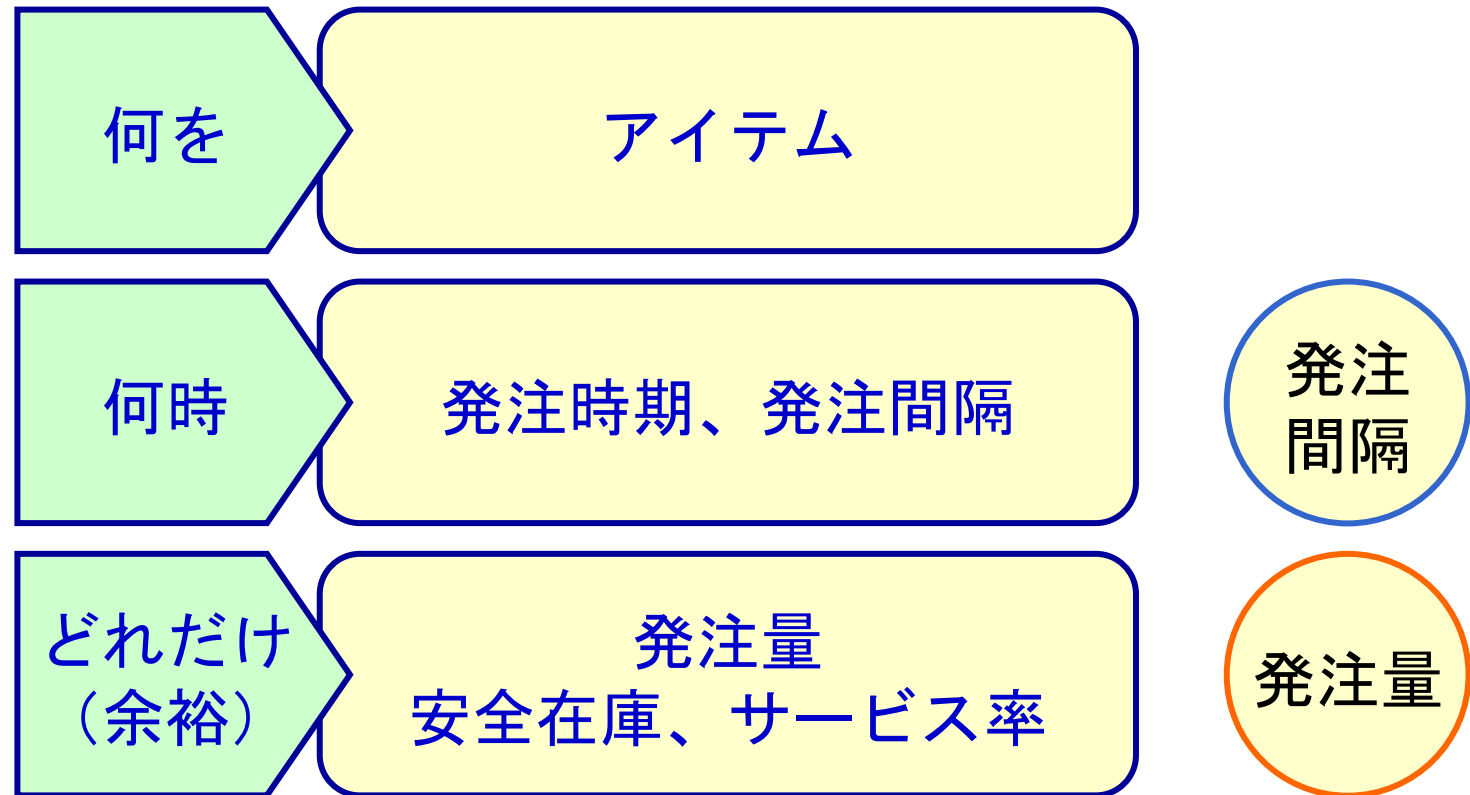 何を
アイテム
何時
発注時期、発注間隔
発注
間隔
どれだけ
（余裕）
発注量
安全在庫、サービス率
発注量